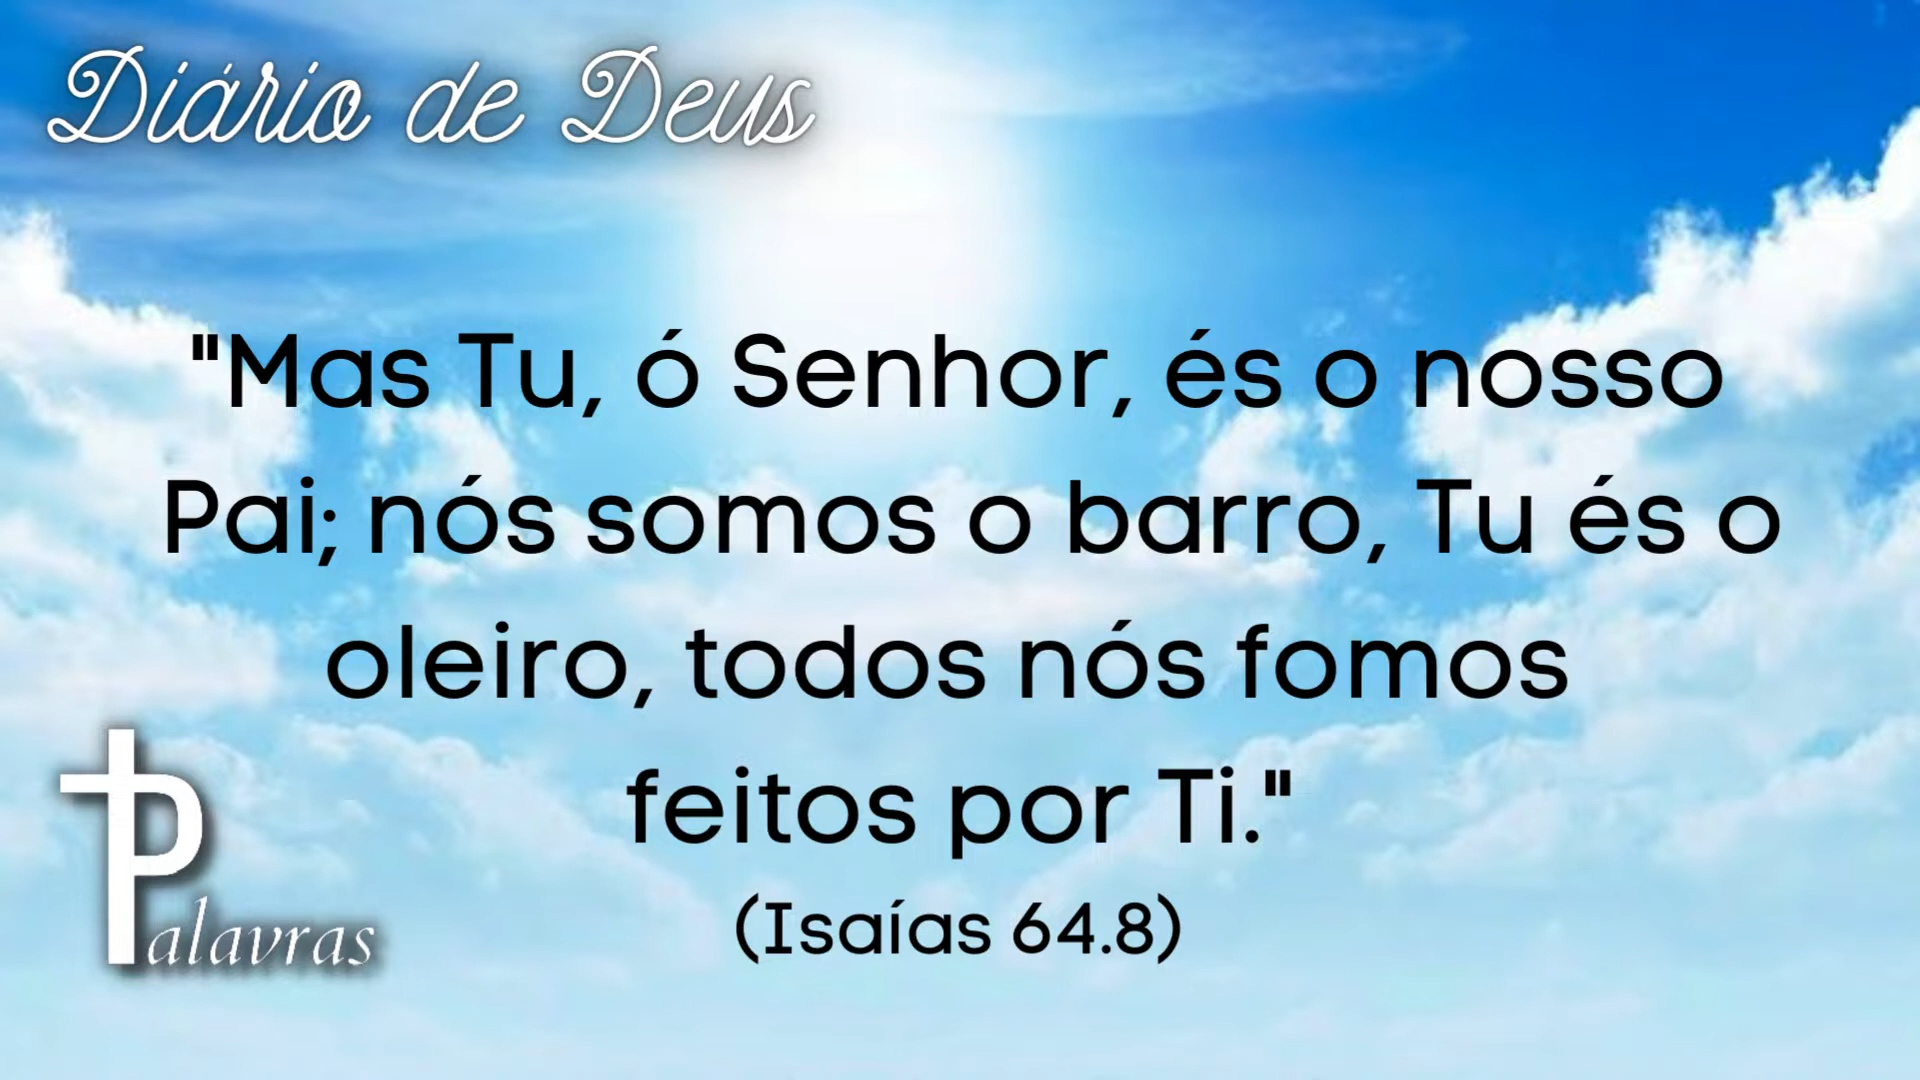 Diário de Deus
"Mas Tu, ó Senhor, és o nosso
Pai; nós somos o barro, Tu és o
oleiro, todos nós fomos
feitos por Ti."
(Isaías 64.8)
Palavras